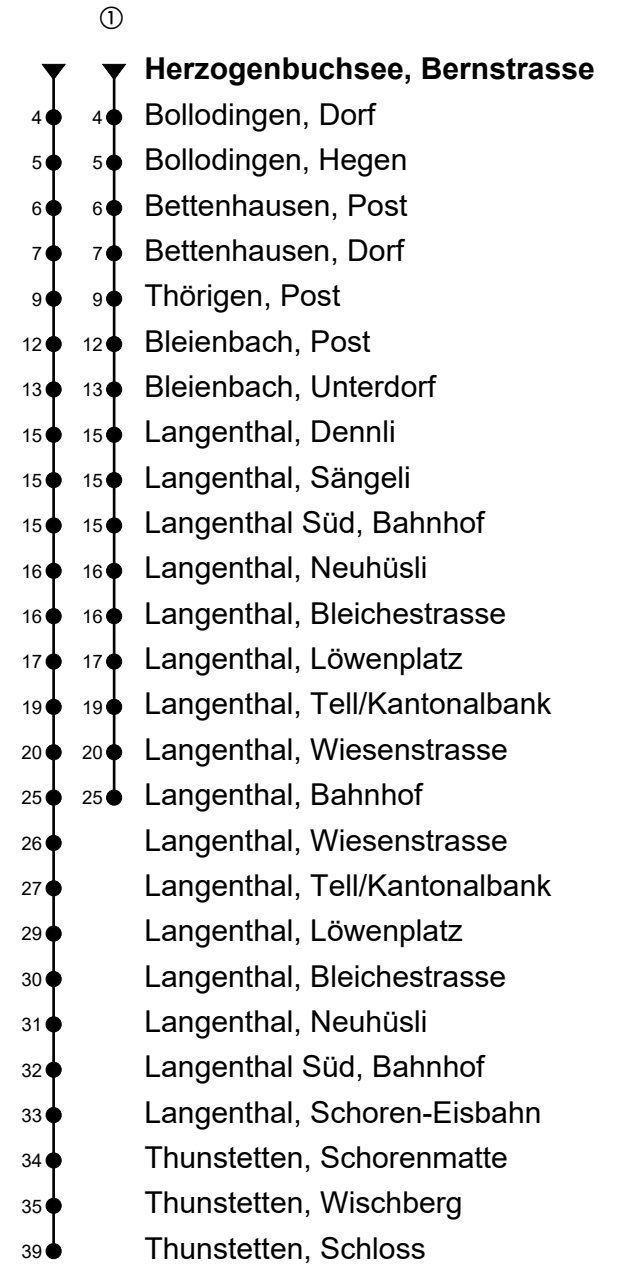 ①
Herzogenbuchsee, Bernstrasse
4 4 Bollodingen, Dorf
5 5 Bollodingen, Hegen
6 6 Bettenhausen, Post
7 7 Bettenhausen, Dorf
9 9 Thörigen, Post
12 12 Bleienbach, Post
13 13 Bleienbach, Unterdorf
15 15 Langenthal, Dennli
15 15 Langenthal, Sängeli
15 15 Langenthal Süd, Bahnhof
16 16 Langenthal, Neuhüsli
16 16 Langenthal, Bleichestrasse
17 17 Langenthal, Löwenplatz
19 19 Langenthal, Tell/Kantonalbank
20 20 Langenthal, Wiesenstrasse
25 25 Langenthal, Bahnhof
26 Langenthal, Wiesenstrasse
27 Langenthal, Tell/Kantonalbank
29 Langenthal, Löwenplatz
30 Langenthal, Bleichestrasse
31 Langenthal, Neuhüsli
32 Langenthal Süd, Bahnhof
33 Langenthal, Schoren-Eisbahn
34 Thunstetten, Schorenmatte
35 Thunstetten, Wischberg
39 Thunstetten, Schloss